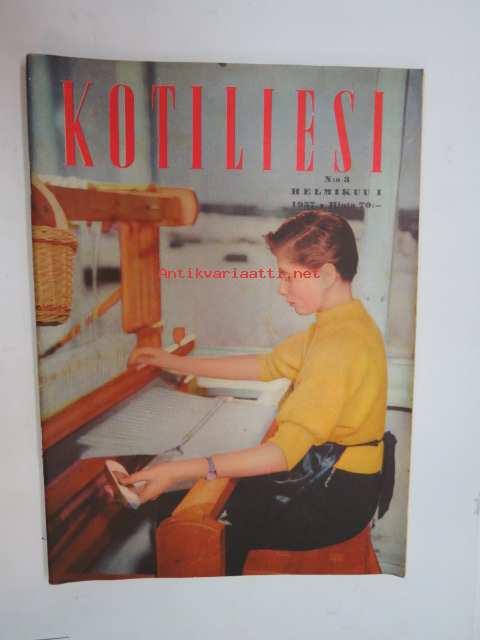 KOTILIESI
N:o 3
HELMIKUU I
1957 • Hinta 70:—
Antikvariaatti.net